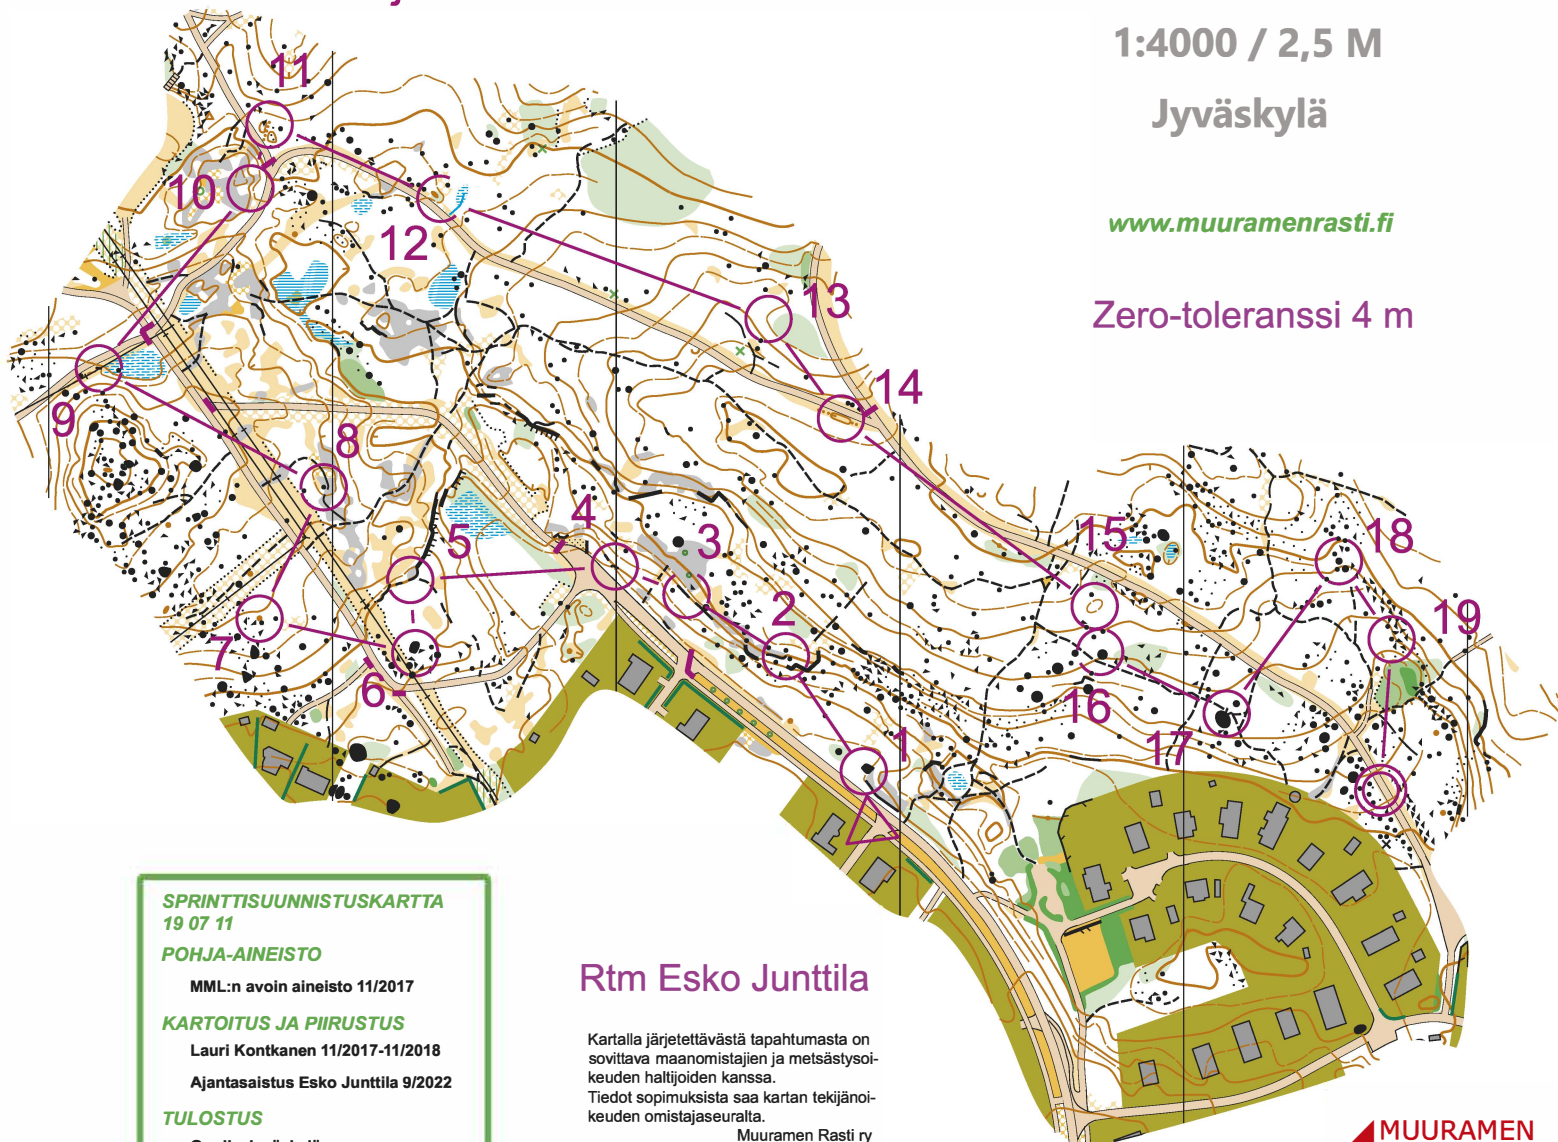 1:4000 / 2,5 M
Jyväskylä
www.muuramenrasti.fi
Zero-toleranssi 4 m
11
10
12
13
14
9
8
15
18
4
5
3
2
19
7
6
16
17
1
SPRINTTISUUNNISTUSKARTTA
19 07 11
POHJA-AINEISTO
MML:n avoin aineisto 11/2017
KARTOITUS JA PIIRUSTUS
Lauri Kontkanen 11/2017-11/2018
Ajantasaistus Esko Junttila 9/2022
TULOSTUS
Rtm Esko Junttila
Kartalla järjetettävästä tapahtumasta on
sovittava maanomistajien ja metsästysoi-
keuden haltijoiden kanssa.
Tiedot sopimuksista saa kartan tekijänoi-
keuden omistajaseuralta.
Muuramen Rasti ry
MUURAMEN